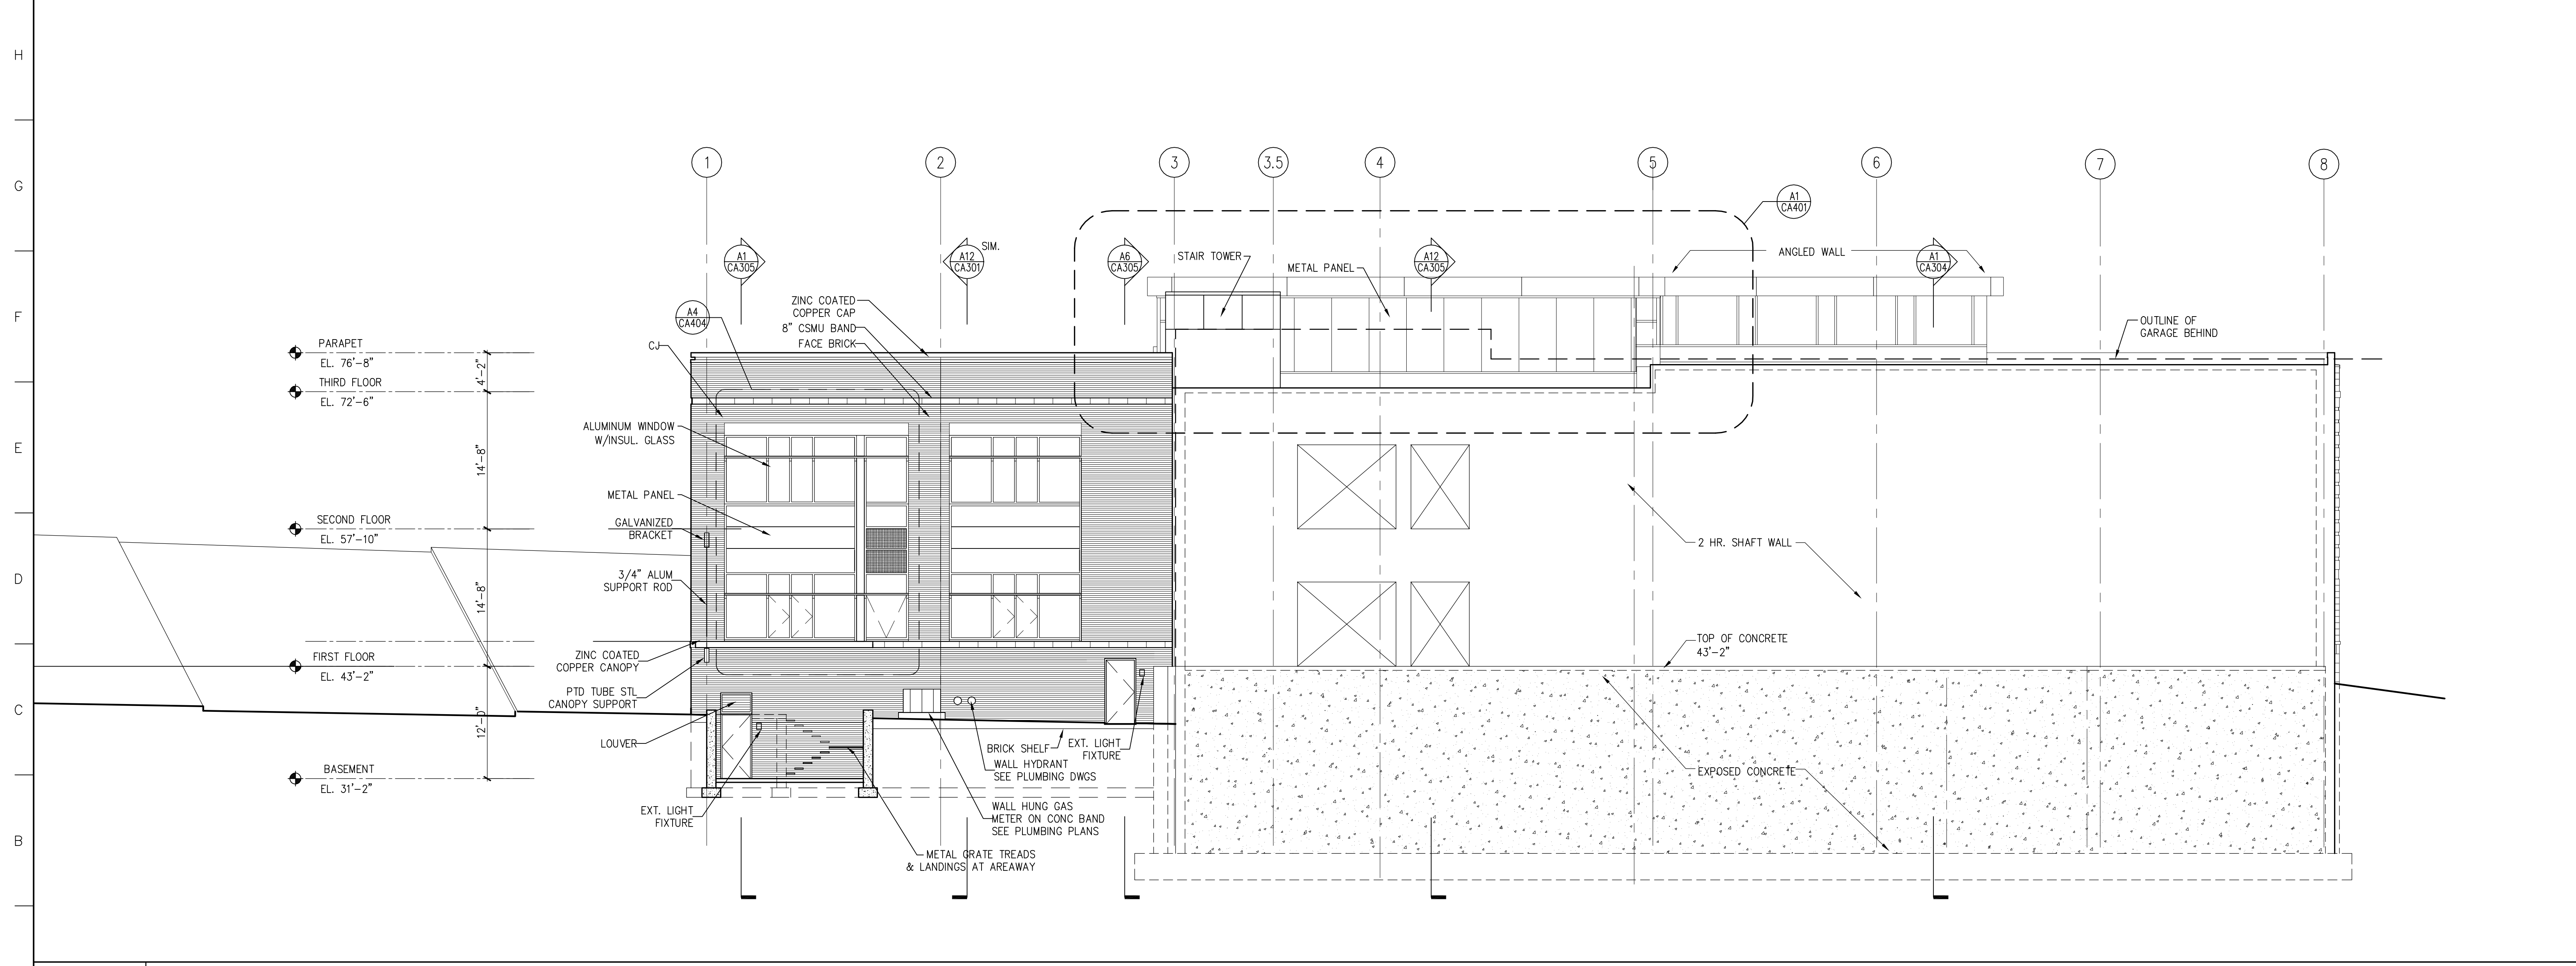 H
G
F
E
D
C
B
1
2
3
3.5
4
5
6
7
8
A1
CA401
A1
CA305
A12
CA301
SIM.
A6
CA305
STAIR TOWER
METAL PANEL
A12
CA305
ANGLED WALL
A1
CA304
A4
CA404
ZINC COATED
COPPER CAP
8" CSMU BAND
FACE BRICK
CJ
OUTLINE OF
GARAGE BEHIND
PARAPET
EL. 76'-8"
THIRD FLOOR
EL. 72'-6"
SECOND FLOOR
EL. 57'-10"
FIRST FLOOR
EL. 43'-2"
BASEMENT
EL. 31'-2"
4'-2"
14'-8"
14'-8"
12'-0"
ALUMINUM WINDOW
W/INSUL. GLASS
METAL PANEL
GALVANIZED
BRACKET
3/4" ALUM
SUPPORT ROD
ZINC COATED
COPPER CANOPY
PTD TUBE STL
CANOPY SUPPORT
LOUVER
EXT. LIGHT
FIXTURE
BRICK SHELF
EXT. LIGHT
FIXTURE
WALL HYDRANT
SEE PLUMBING DWGS
WALL HUNG GAS
METER ON CONC BAND
SEE PLUMBING PLANS
METAL GRATE TREADS
& LANDINGS AT AREAWAY
2 HR. SHAFT WALL
TOP OF CONCRETE
43'-2"
EXPOSED CONCRETE